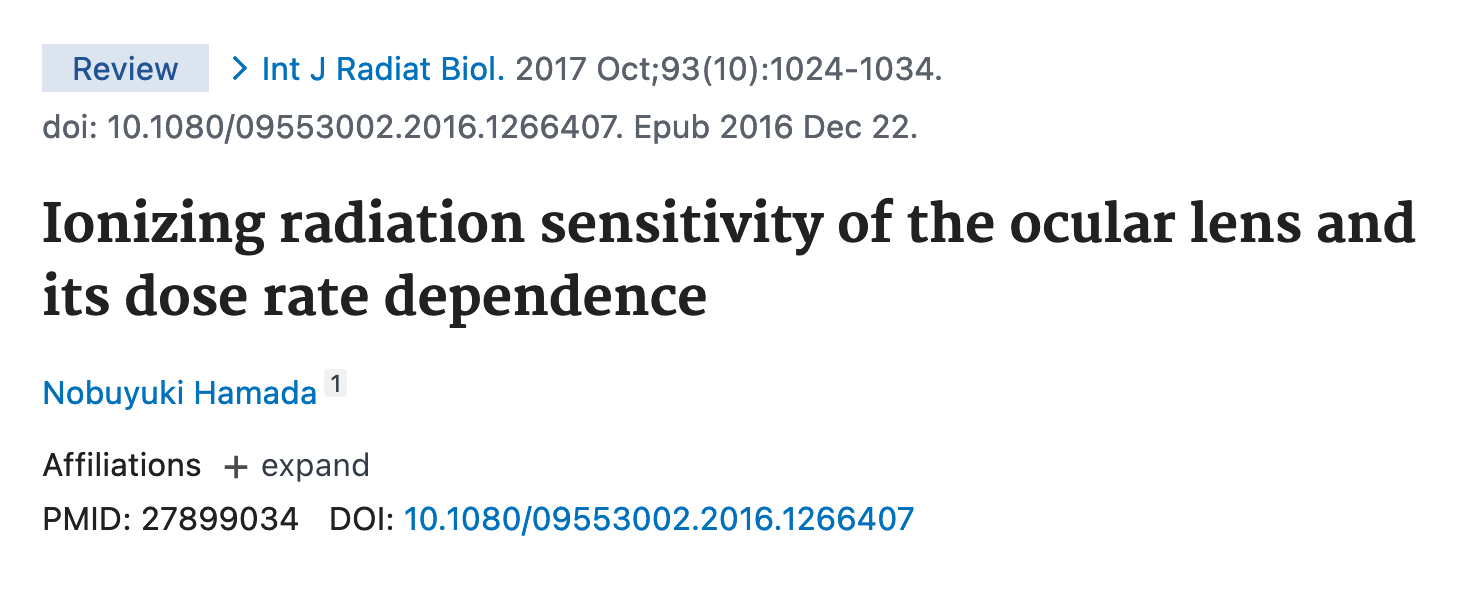 Review > Int J Radiat Biol. 2017 Oct;93(10):1024-1034.
doi: 10.1080/09553002.2016.1266407. Epub 2016 Dec 22.
Ionizing radiation sensitivity of the ocular lens and
its dose rate dependence
Nobuyuki Hamada 1
Affiliations + expand
PMID: 27899034 DOI: 10.1080/09553002.2016.1266407